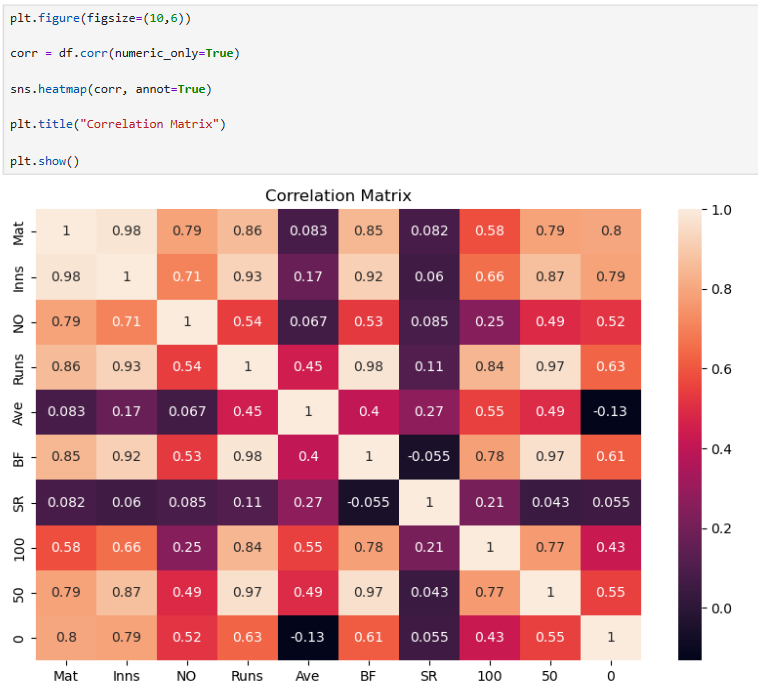 plt.figure(figsize=(10,6))
corr = df.corr(numeric_only=True)
sns.heatmap(corr, annot=True)
plt.title("Correlation Matrix")
plt.show()
Correlation Matrix
Mat 1 0.98 0.79 0.86 0.083 0.85 0.082 0.58 0.79 0.8
Inns 0.98 1 0.71 0.93 0.17 0.92 0.06 0.66 0.87 0.79
NO 0.79 0.71 1 0.54 0.067 0.53 0.085 0.25 0.49 0.52
Runs 0.86 0.93 0.54 1 0.45 0.98 0.11 0.84 0.97 0.63
Ave 0.083 0.17 0.067 0.45 1 0.4 0.27 0.55 0.49 -0.13
BF 0.85 0.92 0.53 0.98 0.4 1 -0.055 0.78 0.97 0.61
SR 0.082 0.06 0.085 0.11 0.27 -0.055 1 0.21 0.043 0.055
100 0.58 0.66 0.25 0.84 0.55 0.78 0.21 1 0.77 0.43
50 0.79 0.87 0.49 0.97 0.49 0.97 0.043 0.77 1 0.55
0 0.8 0.79 0.52 0.63 -0.13 0.61 0.055 0.43 0.55 1
Mat Inns NO Runs Ave BF SR 100 50 0
1.0
0.8
0.6
0.4
0.2
0.0